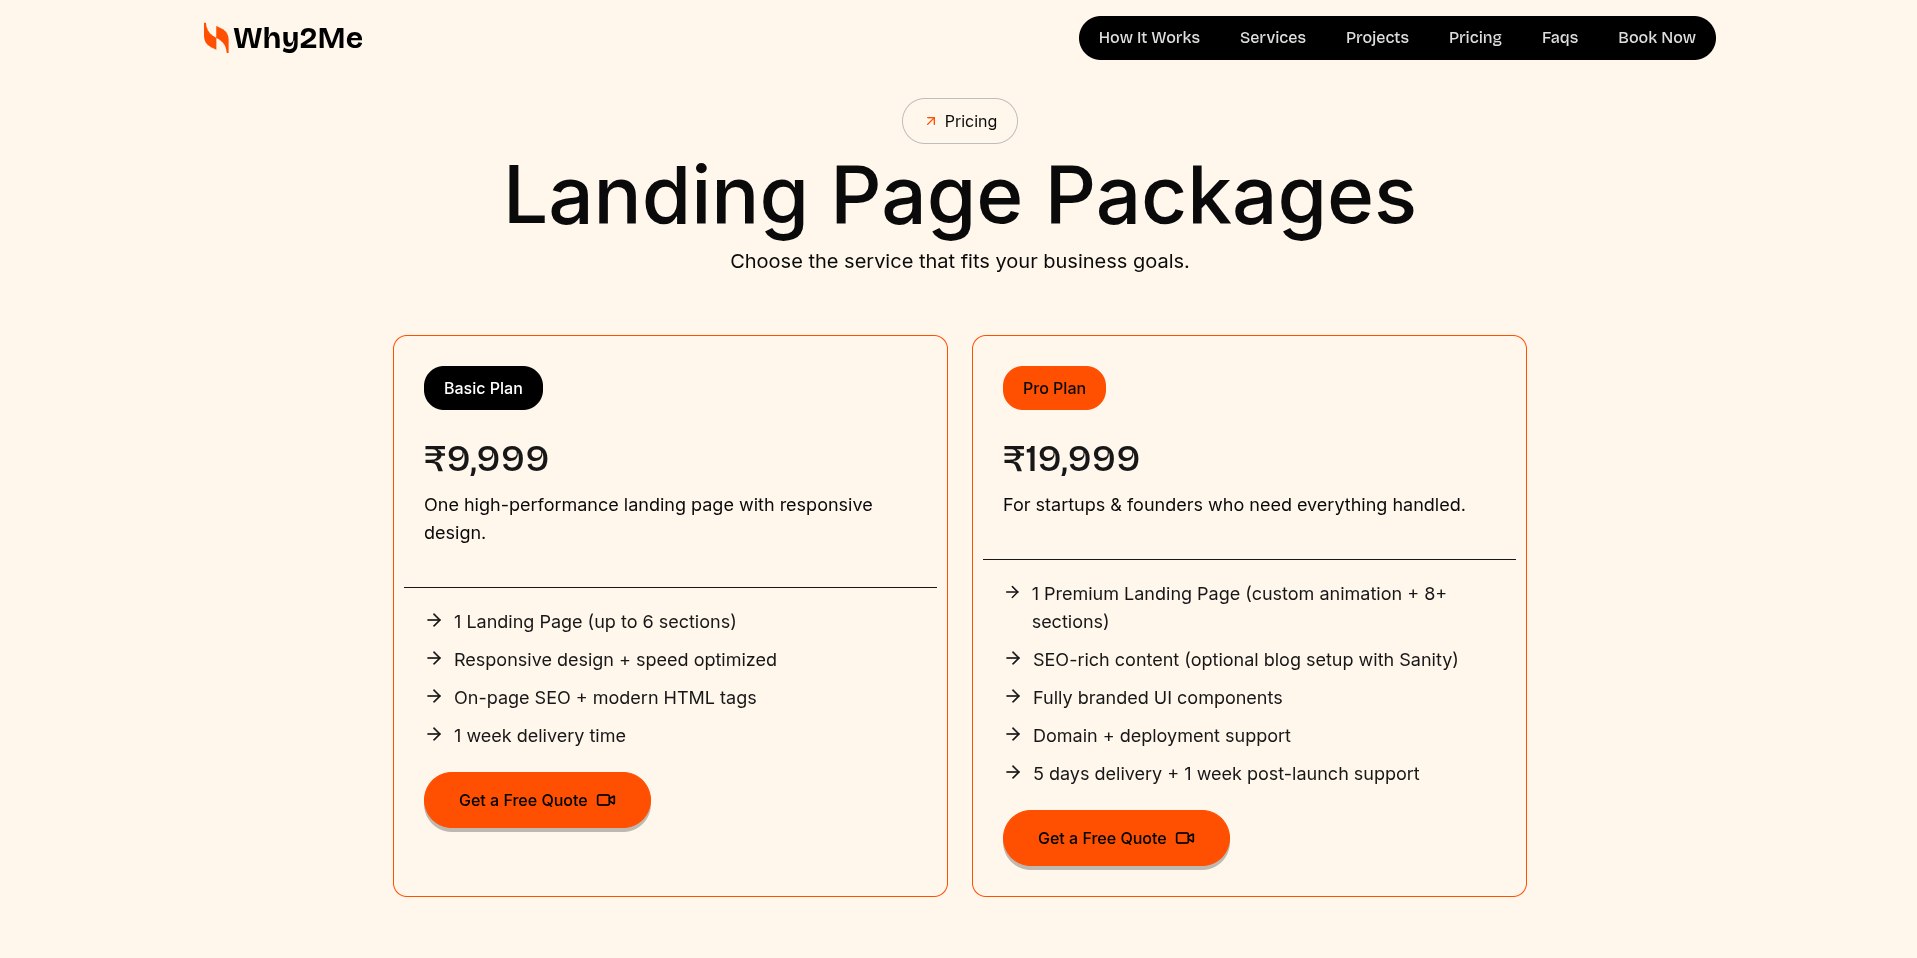 Why2Me
How It Works
Services
Projects
Pricing
Faqs
Book Now
Pricing
Landing Page Packages
Choose the service that fits your business goals.
Basic Plan
₹9,999
One high-performance landing page with responsive
design.
1 Landing Page (up to 6 sections)
Responsive design + speed optimized
On-page SEO + modern HTML tags
1 week delivery time
Get a Free Quote
Pro Plan
₹19,999
For startups & founders who need everything handled.
1 Premium Landing Page (custom animation + 8+
sections)
SEO-rich content (optional blog setup with Sanity)
Fully branded UI components
Domain + deployment support
5 days delivery + 1 week post-launch support
Get a Free Quote